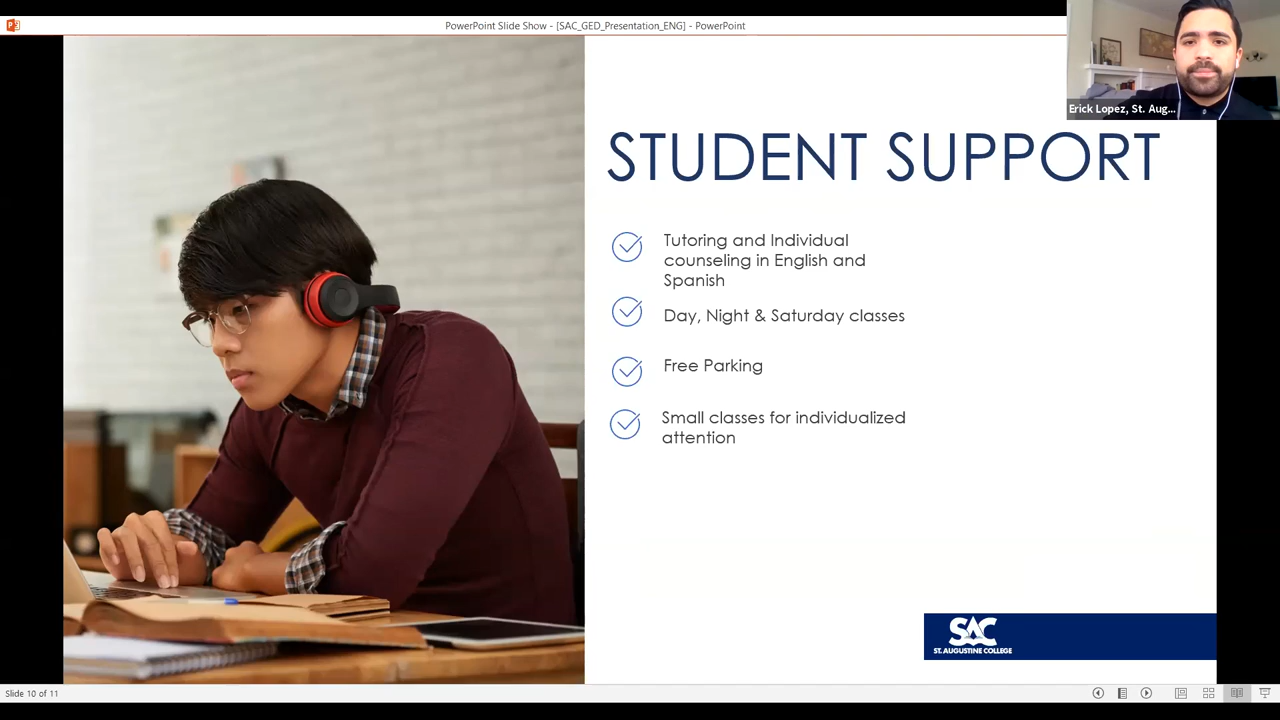 PowerPoint Slide Show - [SAC_GED_Presentation_ENG] - PowerPoint
Erick Lopez, St. Aug...
STUDENT SUPPORT
Tutoring and Individual
counseling in English and
Spanish
Day, Night & Saturday classes
Free Parking
Small classes for individualized
attention
SAC
ST. AUGUSTINE COLLEGE
Slide 10 of 11